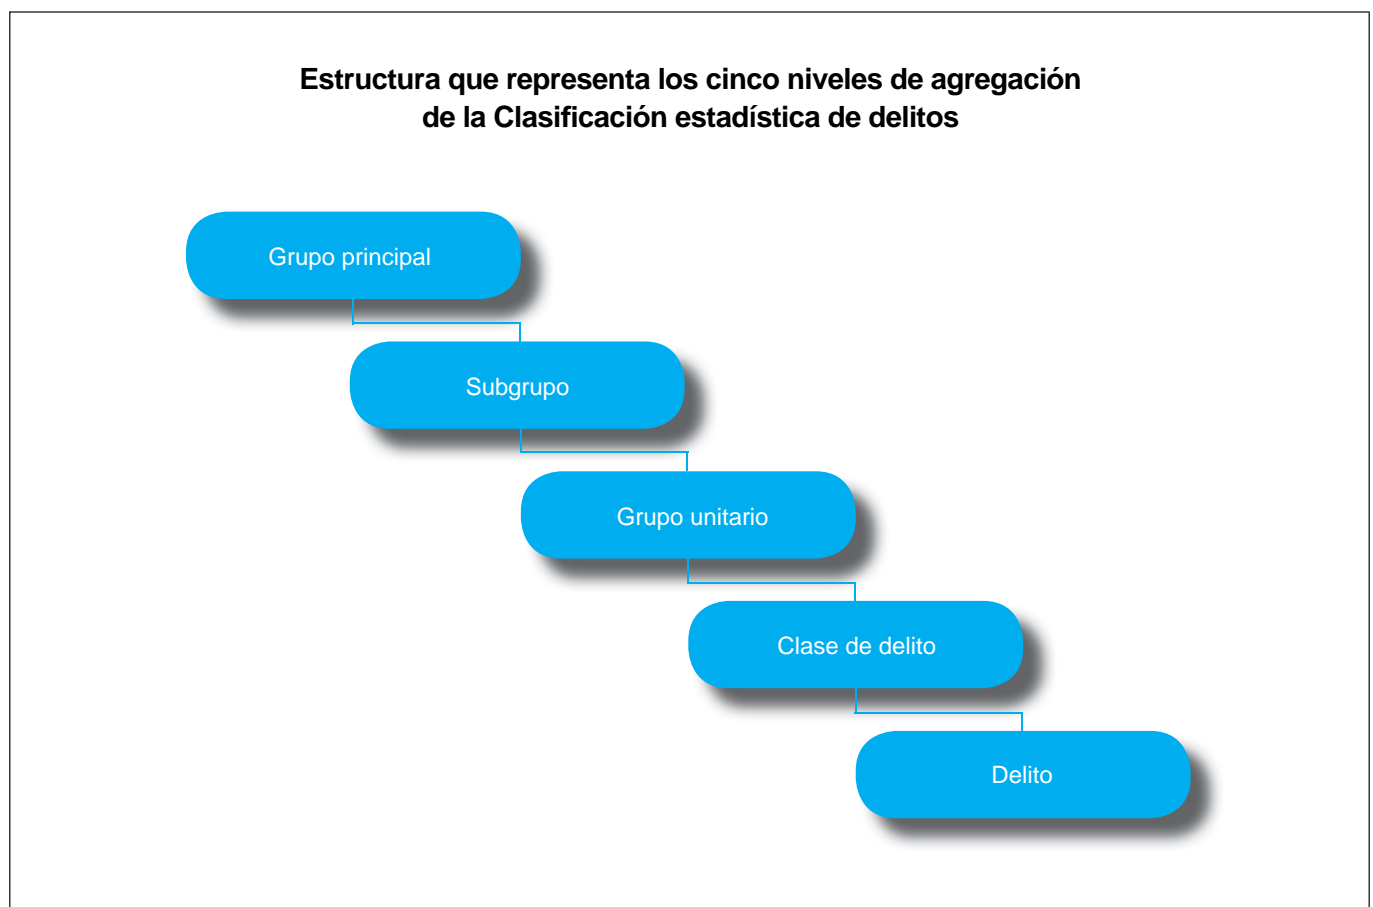 Estructura que representa los cinco niveles de agregación
de la Clasificación estadística de delitos
Grupo principal
Subgrupo
Grupo unitario
Clase de delito
Delito